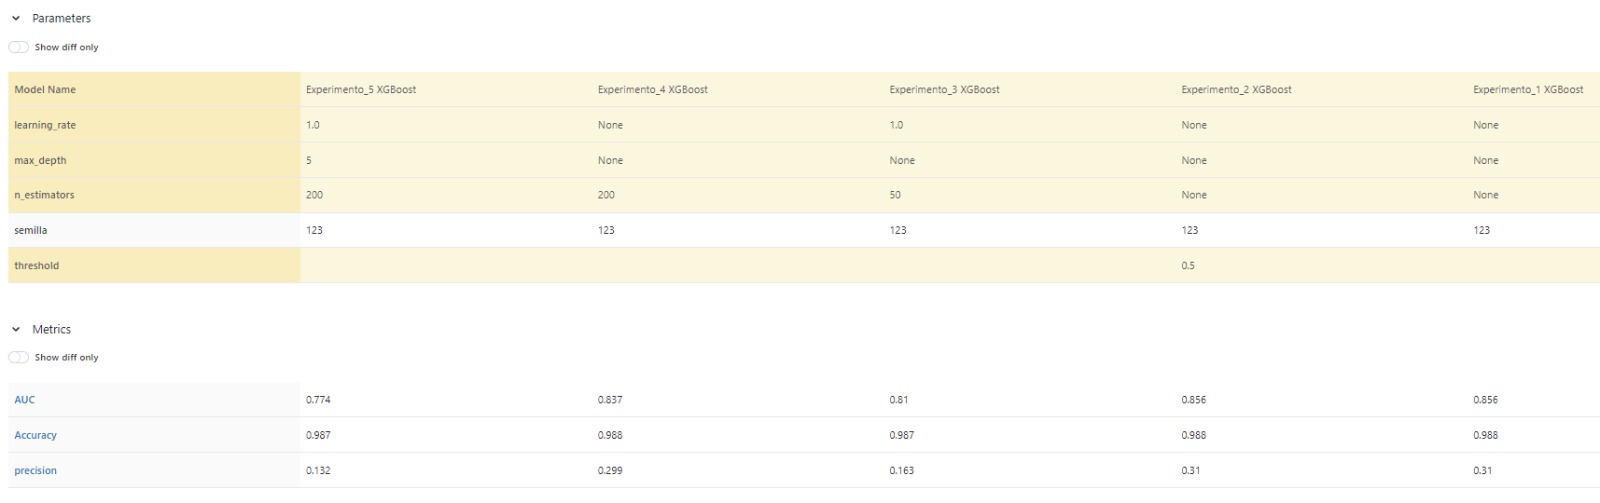 Parameters
Show diff only
Model Name Experimento_5 XGBoost Experimento_4 XGBoost Experimento_3 XGBoost Experimento_2 XGBoost Experimento_1 XGBoost
learning_rate 1.0 None 1.0 None None
max_depth 5 None None None None
n_estimators 200 200 50 None None
semilla 123 123 123 123 123
threshold 0.5
Metrics
Show diff only
AUC 0.774 0.837 0.81 0.856 0.856
Accuracy 0.987 0.988 0.987 0.988 0.988
precision 0.132 0.299 0.163 0.31 0.31